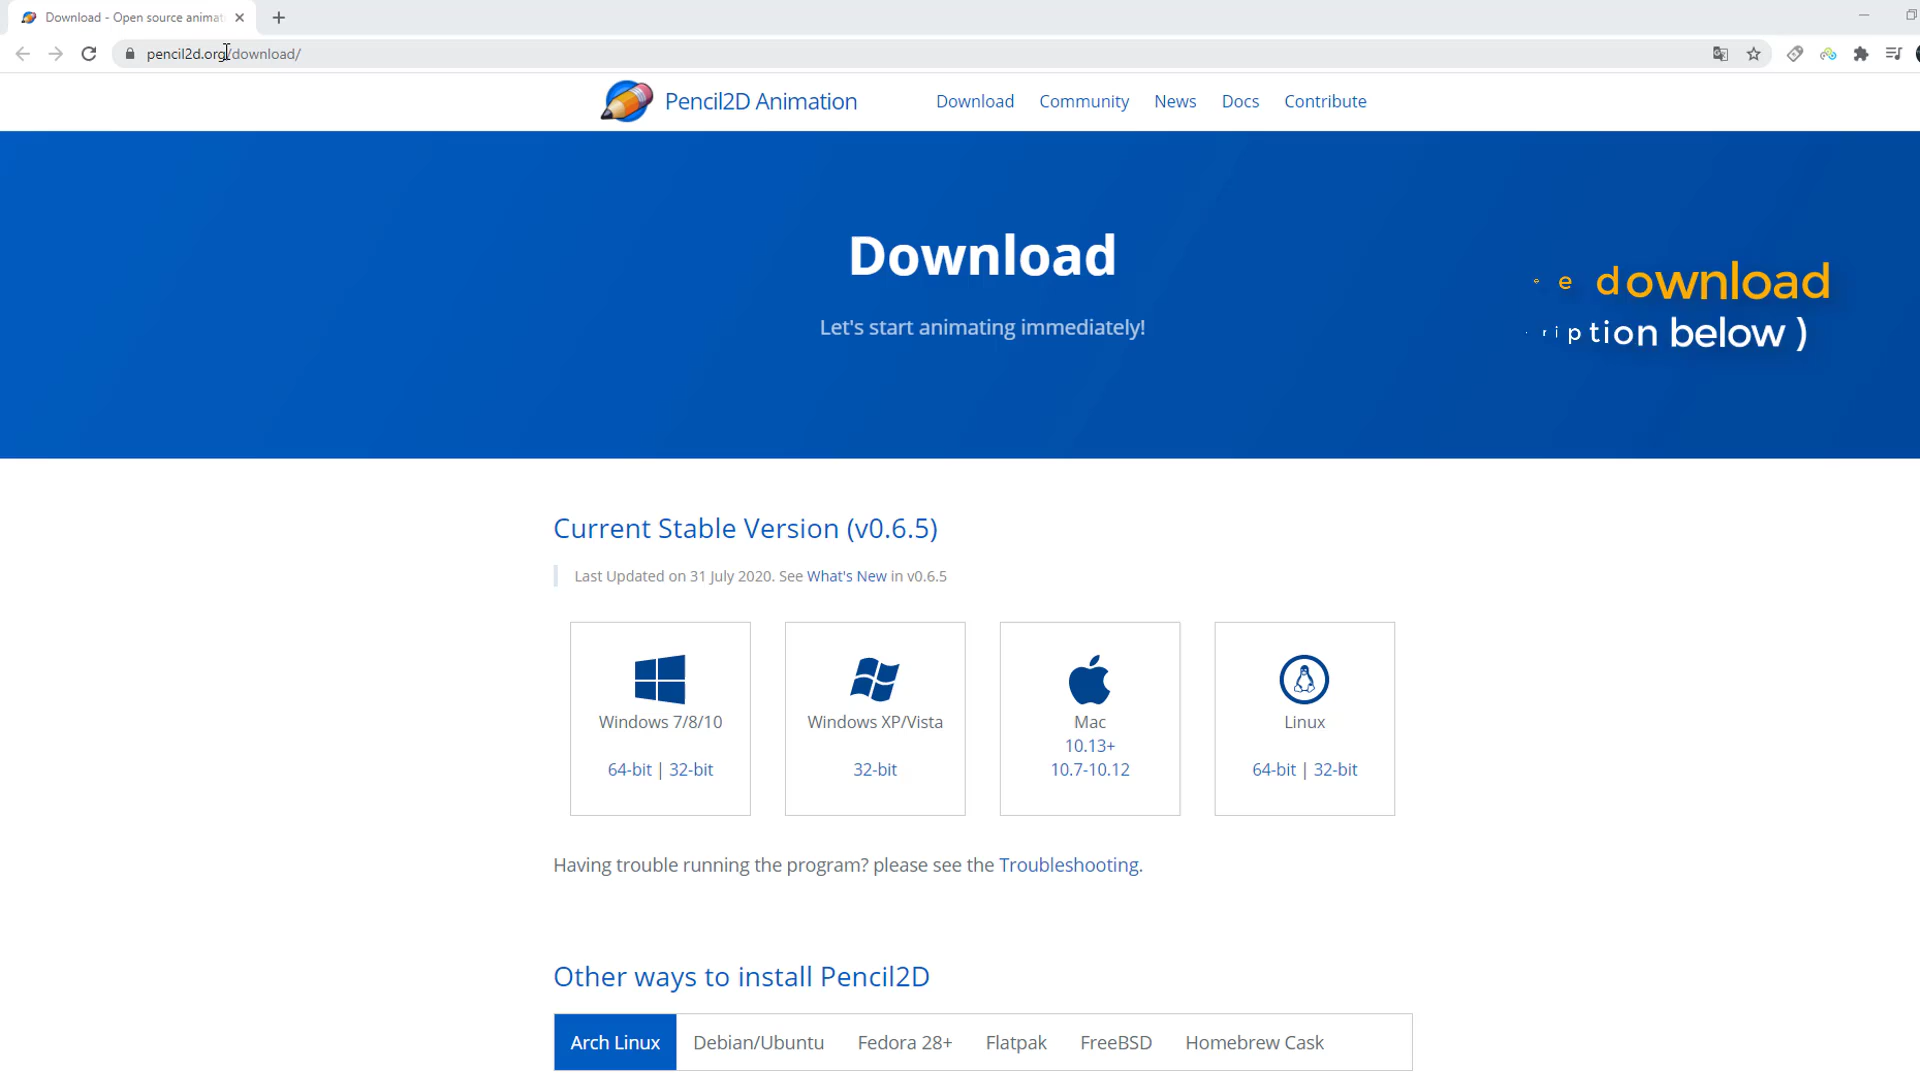 Download - Open source animat
pencil2d.org/download/
Pencil2D Animation
Download Community News Docs Contribute
Download
Let's start animating immediately!
e download
ription below )
Current Stable Version (v0.6.5)
Last Updated on 31 July 2020. See What's New in v0.6.5
Windows 7/8/10
64-bit | 32-bit
Windows XP/Vista
32-bit
Mac
10.13+
10.7-10.12
Linux
64-bit | 32-bit
Having trouble running the program? please see the Troubleshooting.
Other ways to install Pencil2D
Arch Linux Debian/Ubuntu Fedora 28+ Flatpak FreeBSD Homebrew Cask